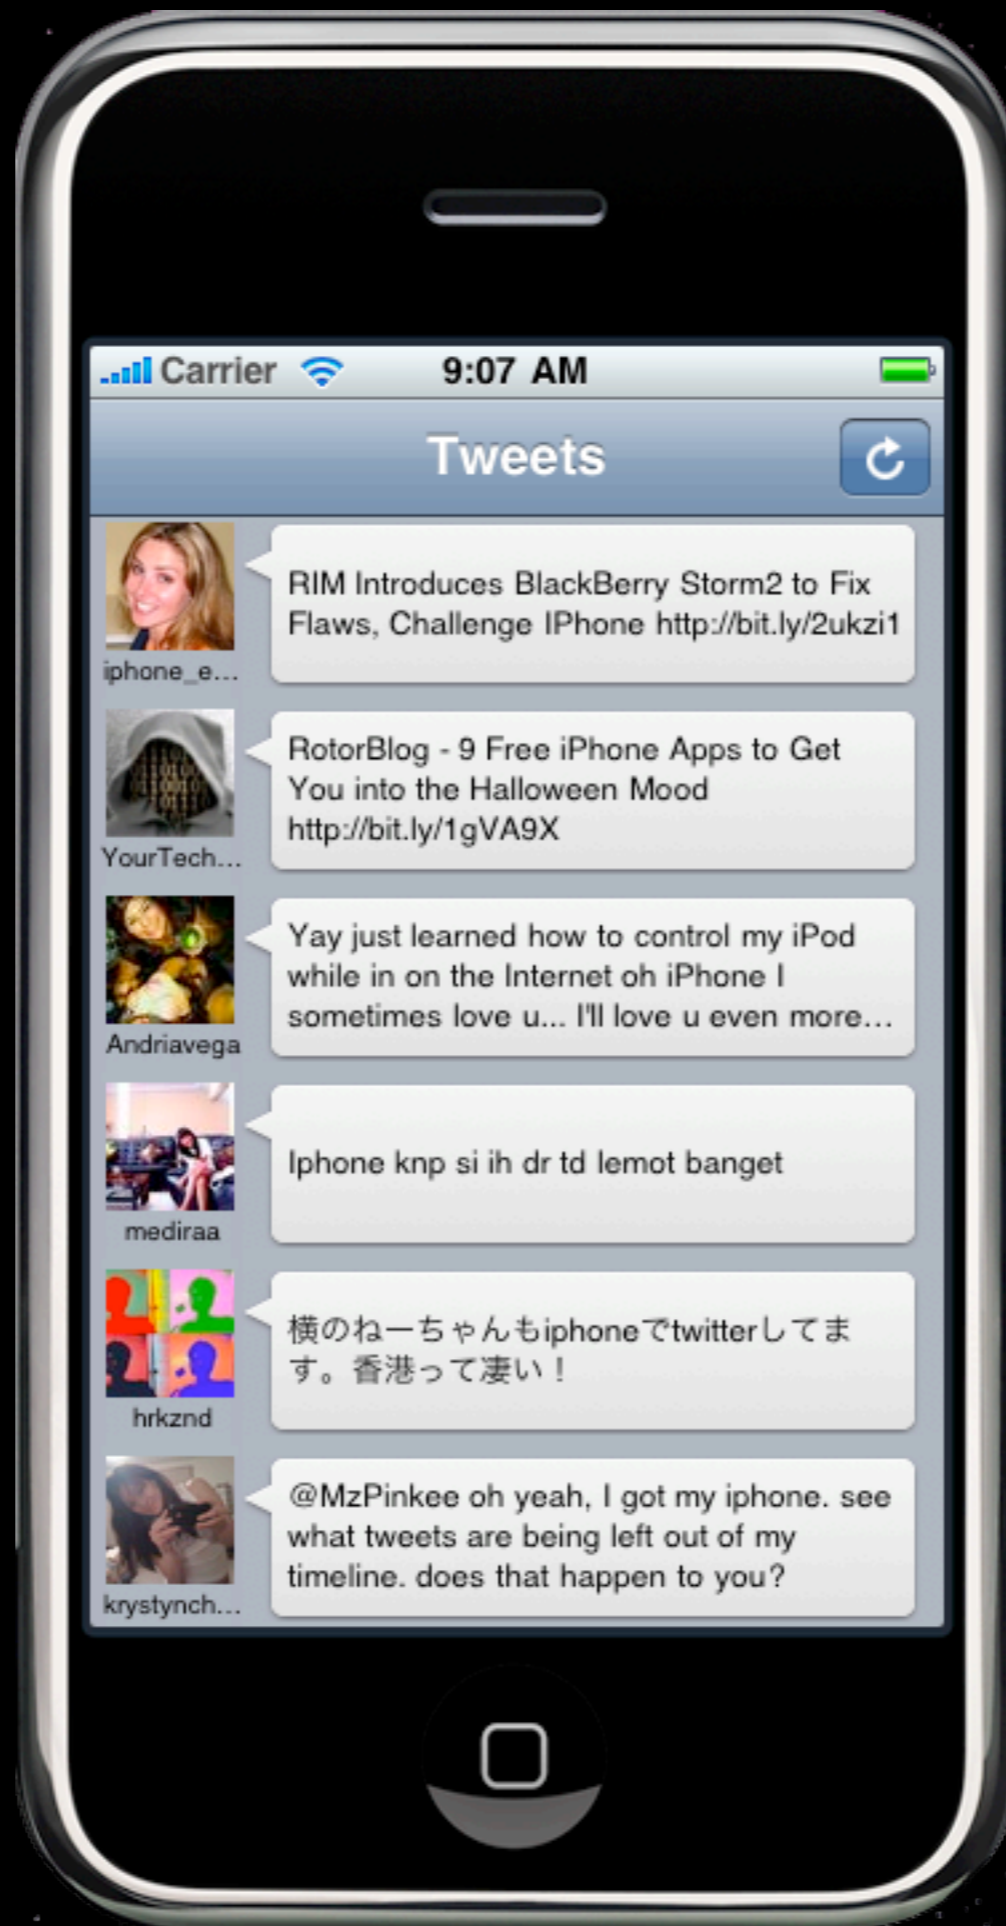 Carrier 9:07 AM
Tweets
RIM Introduces BlackBerry Storm2 to Fix
Flaws, Challenge IPhone http://bit.ly/2ukzi1
iphone_e...
RotorBlog - 9 Free iPhone Apps to Get
You into the Halloween Mood
http://bit.ly/1gVA9X
YourTech...
Yay just learned how to control my iPod
while in on the Internet oh iPhone I
sometimes love u... I'll love u even more...
Andriavega
Iphone knp si ih dr td lemot banget
mediraa
横のねーちゃんもiphoneでtwitterしてま
す。香港って凄い！
hrkznd
@MzPinkee oh yeah, I got my iphone. see
what tweets are being left out of my
timeline. does that happen to you?
krystynch...